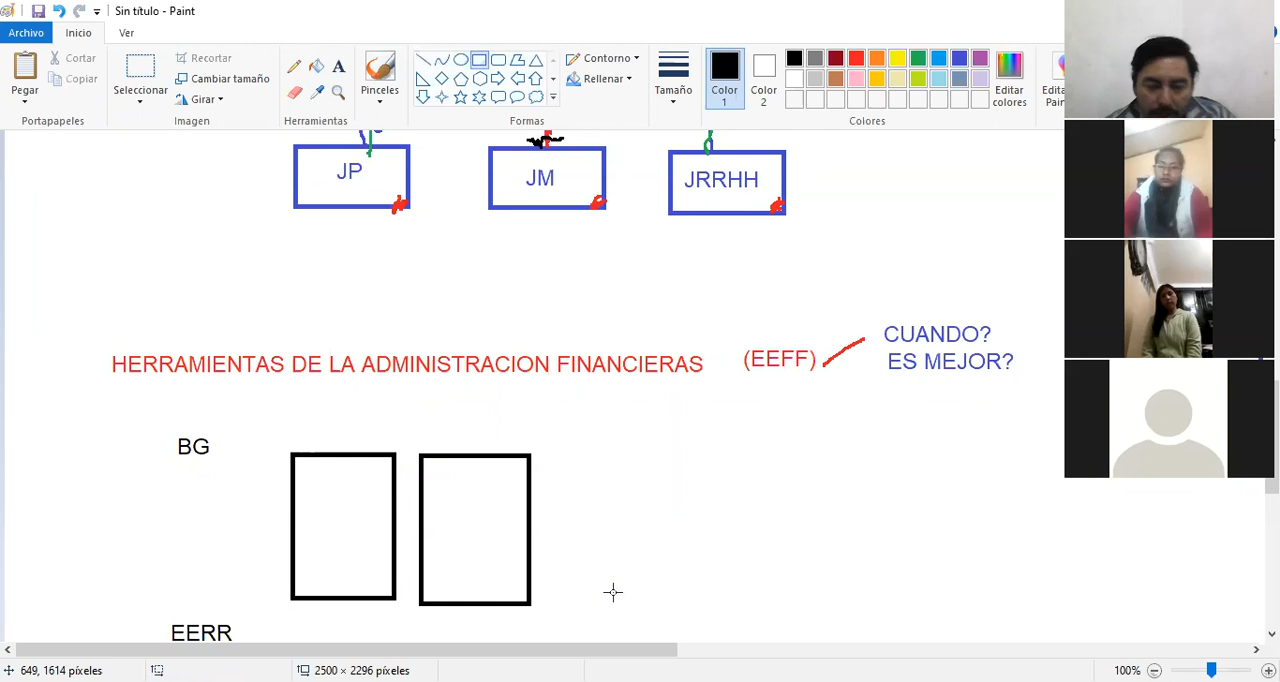 Sin título - Paint
Archivo Inicio Ver
Pegar
Cortar
Copiar
Portapapeles
Seleccionar
Recortar
Cambiar tamaño
Girar
Imagen
A
Herramientas
Pinceles
Contorno
Rellenar
Formas
Tamaño
Color 1
Color 2
Editar colores
Colores
JP JM JRRHH
HERRAMIENTAS DE LA ADMINISTRACION FINANCIERAS (EEFF)
CUANDO?
ES MEJOR?
BG
EERR
649, 1614 píxeles 2500 × 2296 píxeles 100%